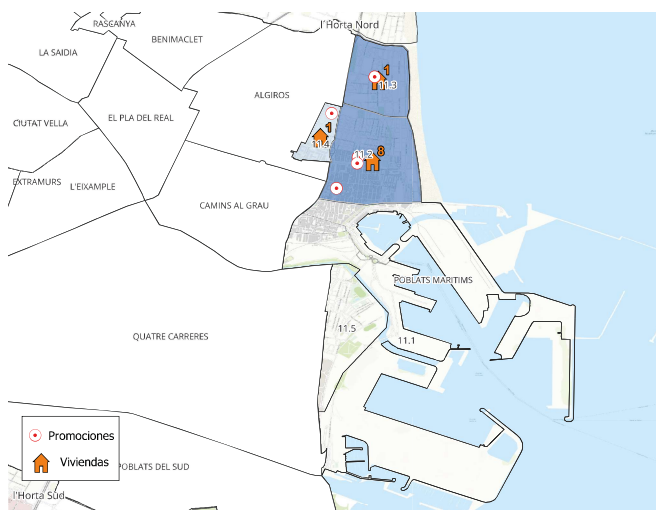 RASCANYA
l'Horta Nord
BENIMACLET
LA SAIDIA
1
11.3
ALGIROS
EL PLA DEL REAL
CIUTAT VELLA
1
11.4
11.2
8
EXTRAMURS
L'EIXAMPLE
CAMINS AL GRAU
POBLATS MARITIMS
11.5
11.1
QUATRE CARRERES
Promociones
Viviendas
POBLATS DEL SUD
l'Horta Sud